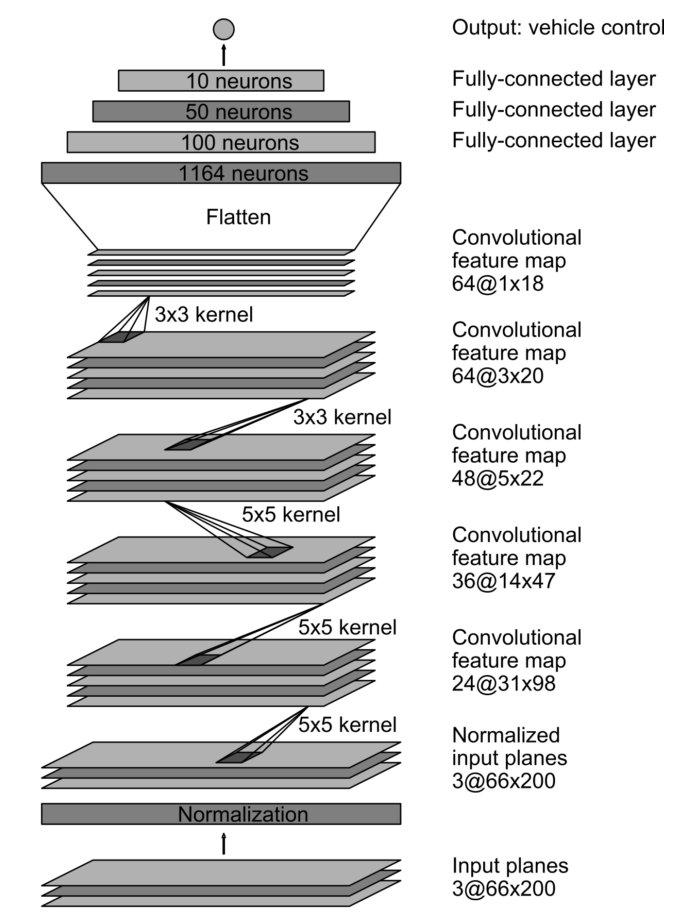 Output: vehicle control
10 neurons
Fully-connected layer
50 neurons
Fully-connected layer
100 neurons
Fully-connected layer
1164 neurons
Flatten
Convolutional
feature map
64@1x18
3x3 kernel
Convolutional
feature map
64@3x20
3x3 kernel
Convolutional
feature map
48@5x22
5x5 kernel
Convolutional
feature map
36@14x47
5x5 kernel
Convolutional
feature map
24@31x98
5x5 kernel
Normalized
input planes
3@66x200
Normalization
Input planes
3@66x200